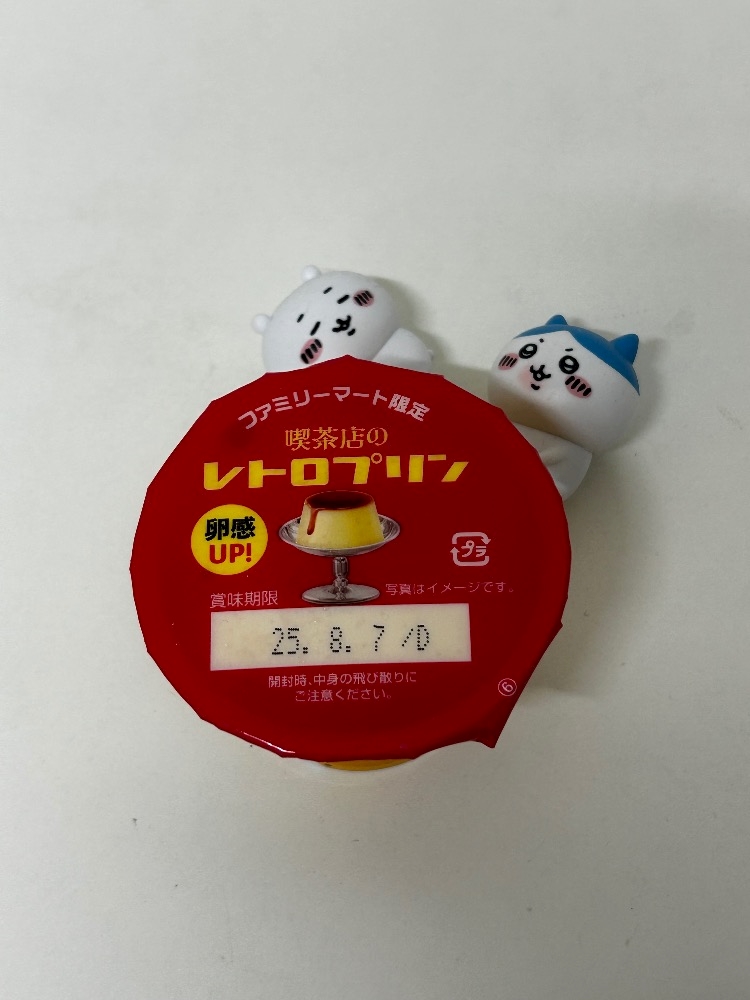 ファミリーマート限定
喫茶店の
レトロプリン
卵感
UP!
プラ
賞味期限
写真はイメージです。
25. 8. 7 /D
開封時、中身の飛び散りに
ご注意ください。
⑥